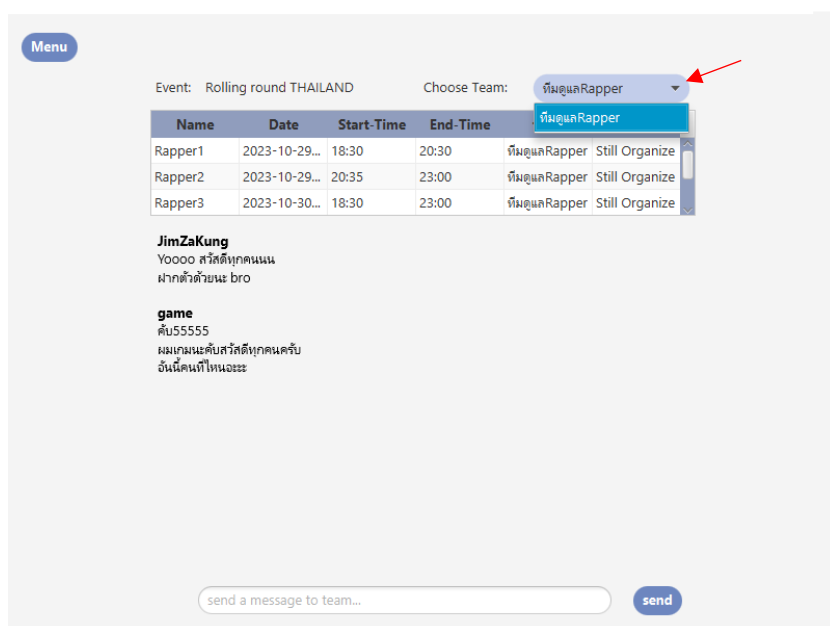 Menu
Event: Rolling round THAILAND Choose Team: ทีมดูแลRapper
ทีมดูแลRapper
Name Date Start-Time End-Time
Rapper1 2023-10-29... 18:30 20:30 ทีมดูแลRapper Still Organize
Rapper2 2023-10-29... 20:35 23:00 ทีมดูแลRapper Still Organize
Rapper3 2023-10-30... 18:30 23:00 ทีมดูแลRapper Still Organize
JimZaKung
Yoooo สวัสดีทุกคนนน
ฝากตัวด้วยนะ bro
game
คับ55555
ผมเกมนะคับสวัสดีทุกคนครับ
อันนี้คนที่ไหนอะะะ
send a message to team...
send